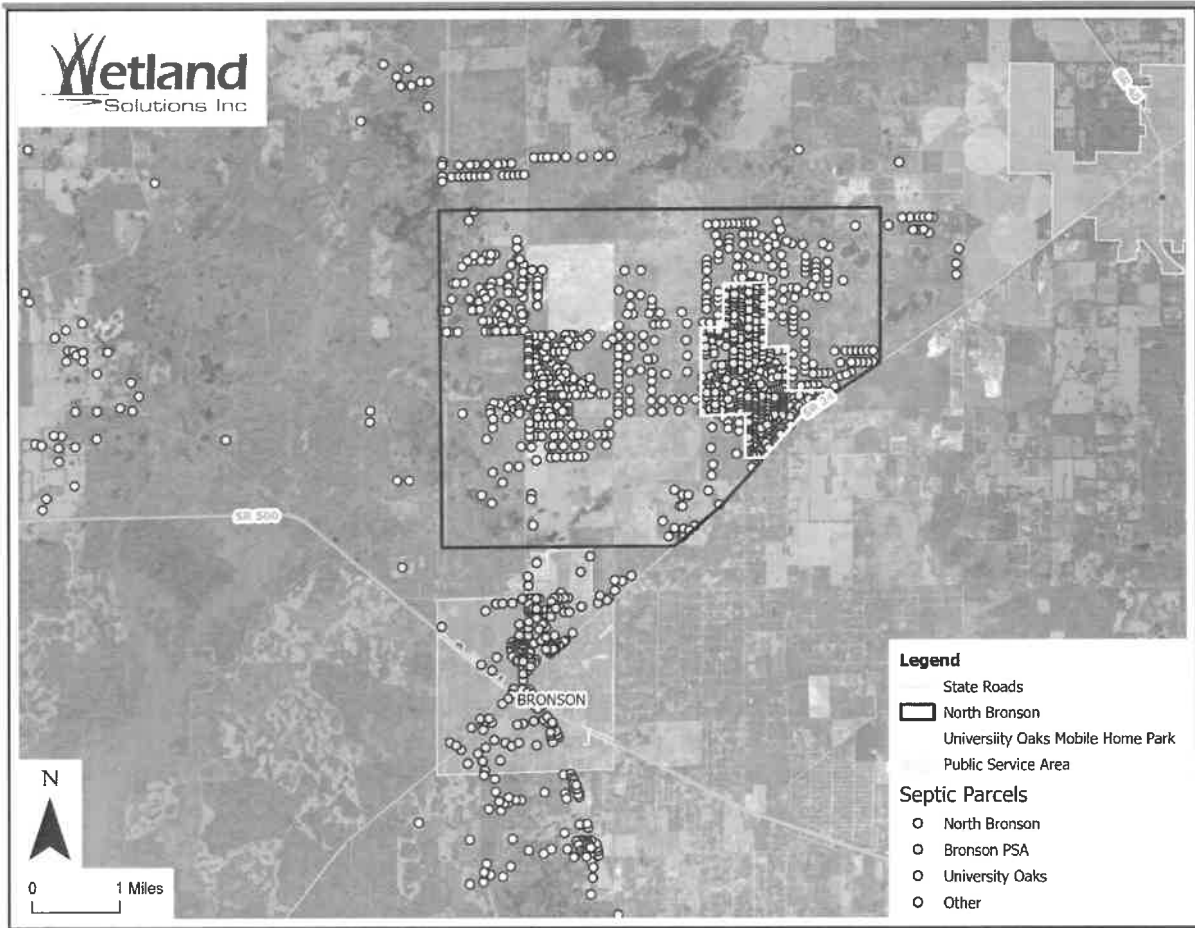 Wetland
Solutions Inc
SR 24
SR 500
BRONSON
N
0 1 Miles
Legend
State Roads
North Bronson
Universiity Oaks Mobile Home Park
Public Service Area
Septic Parcels
North Bronson
Bronson PSA
University Oaks
Other